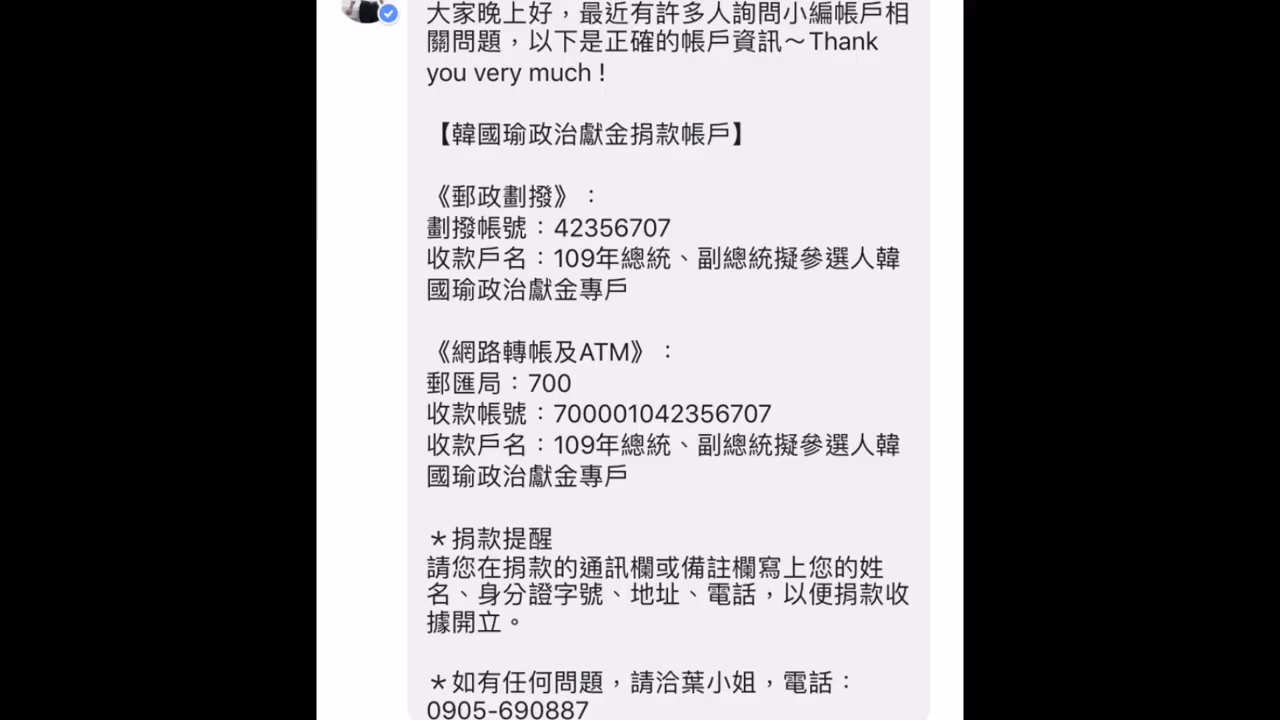 大家晚上好，最近有許多人詢問小編帳戶相
關問題，以下是正確的帳戶資訊～Thank
you very much !
【韓國瑜政治獻金捐款帳戶】
《郵政劃撥》：
劃撥帳號：42356707
收款戶名：109年總統、副總統擬參選人韓
國瑜政治獻金專戶
《網路轉帳及ATM》：
郵匯局：700
收款帳號：700001042356707
收款戶名：109年總統、副總統擬參選人韓
國瑜政治獻金專戶
＊捐款提醒
請您在捐款的通訊欄或備註欄寫上您的姓
名、身分證字號、地址、電話，以便捐款收
據開立。
＊如有任何問題，請洽葉小姐，電話：
0905-690887